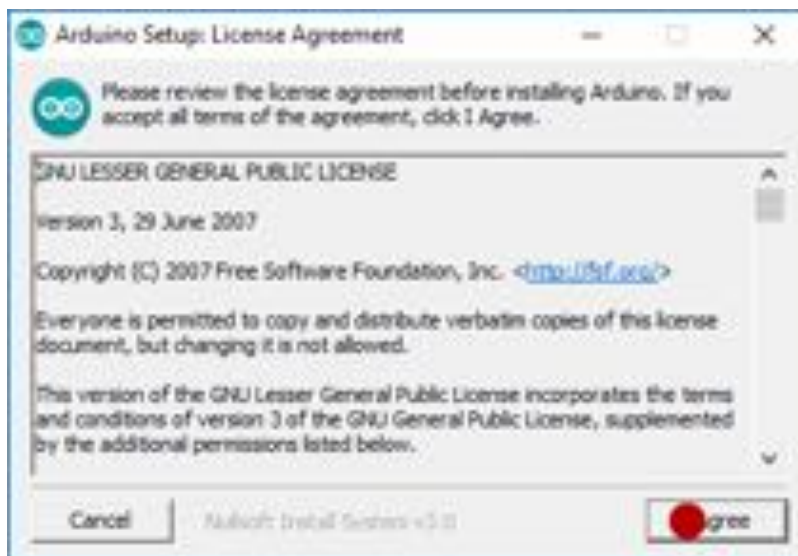 Arduino Setup: License Agreement
Please review the license agreement before installing Arduino. If you
accept all terms of the agreement, click I Agree.
GNU LESSER GENERAL PUBLIC LICENSE
Version 3, 29 June 2007
Copyright (C) 2007 Free Software Foundation, Inc. <http://fsf.org/>
Everyone is permitted to copy and distribute verbatim copies of this license
document, but changing it is not allowed.
This version of the GNU Lesser General Public License incorporates the terms
and conditions of version 3 of the GNU General Public License, supplemented
by the additional permissions listed below.
Cancel
Nullsoft Install System v3.0
gree